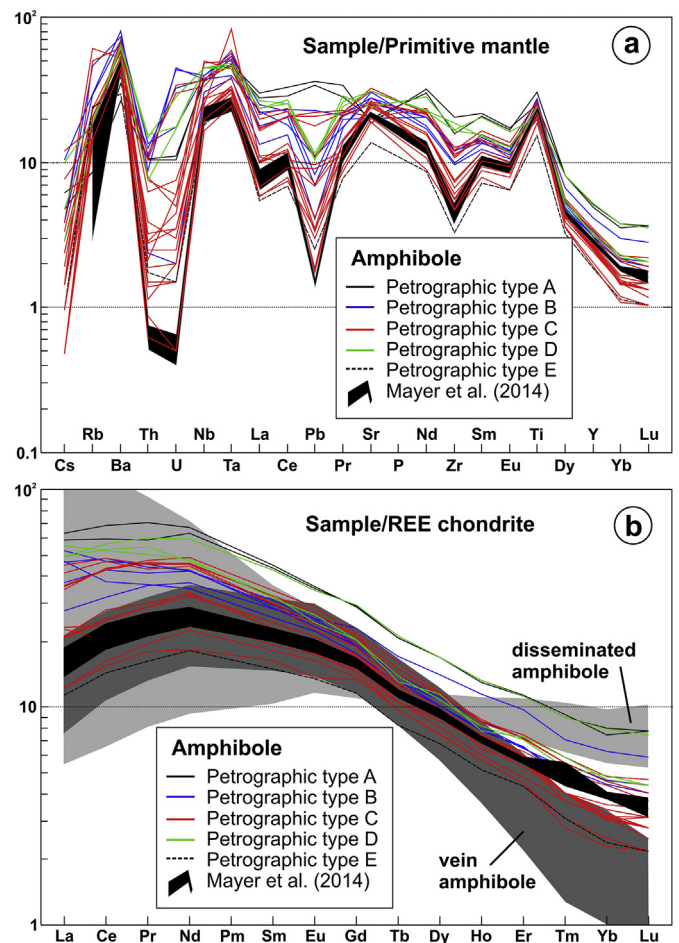 10²
Sample/Primitive mantle
a
10
Amphibole
Petrographic type A
Petrographic type B
Petrographic type C
1
Petrographic type D
Petrographic type E
Mayer et al. (2014)
Rb Th Nb La Pb Sr Nd Sm Ti Y Lu
0.1
Cs Ba U Ta Ce Pr P Zr Eu Dy Yb
10²
Sample/REE chondrite
b
disseminated
amphibole
10
Amphibole
Petrographic type A
Petrographic type B
Petrographic type C
Petrographic type D
Petrographic type E
vein
amphibole
Mayer et al. (2014)
1
La Ce Pr Nd Pm Sm Eu Gd Tb Dy Ho Er Tm Yb Lu